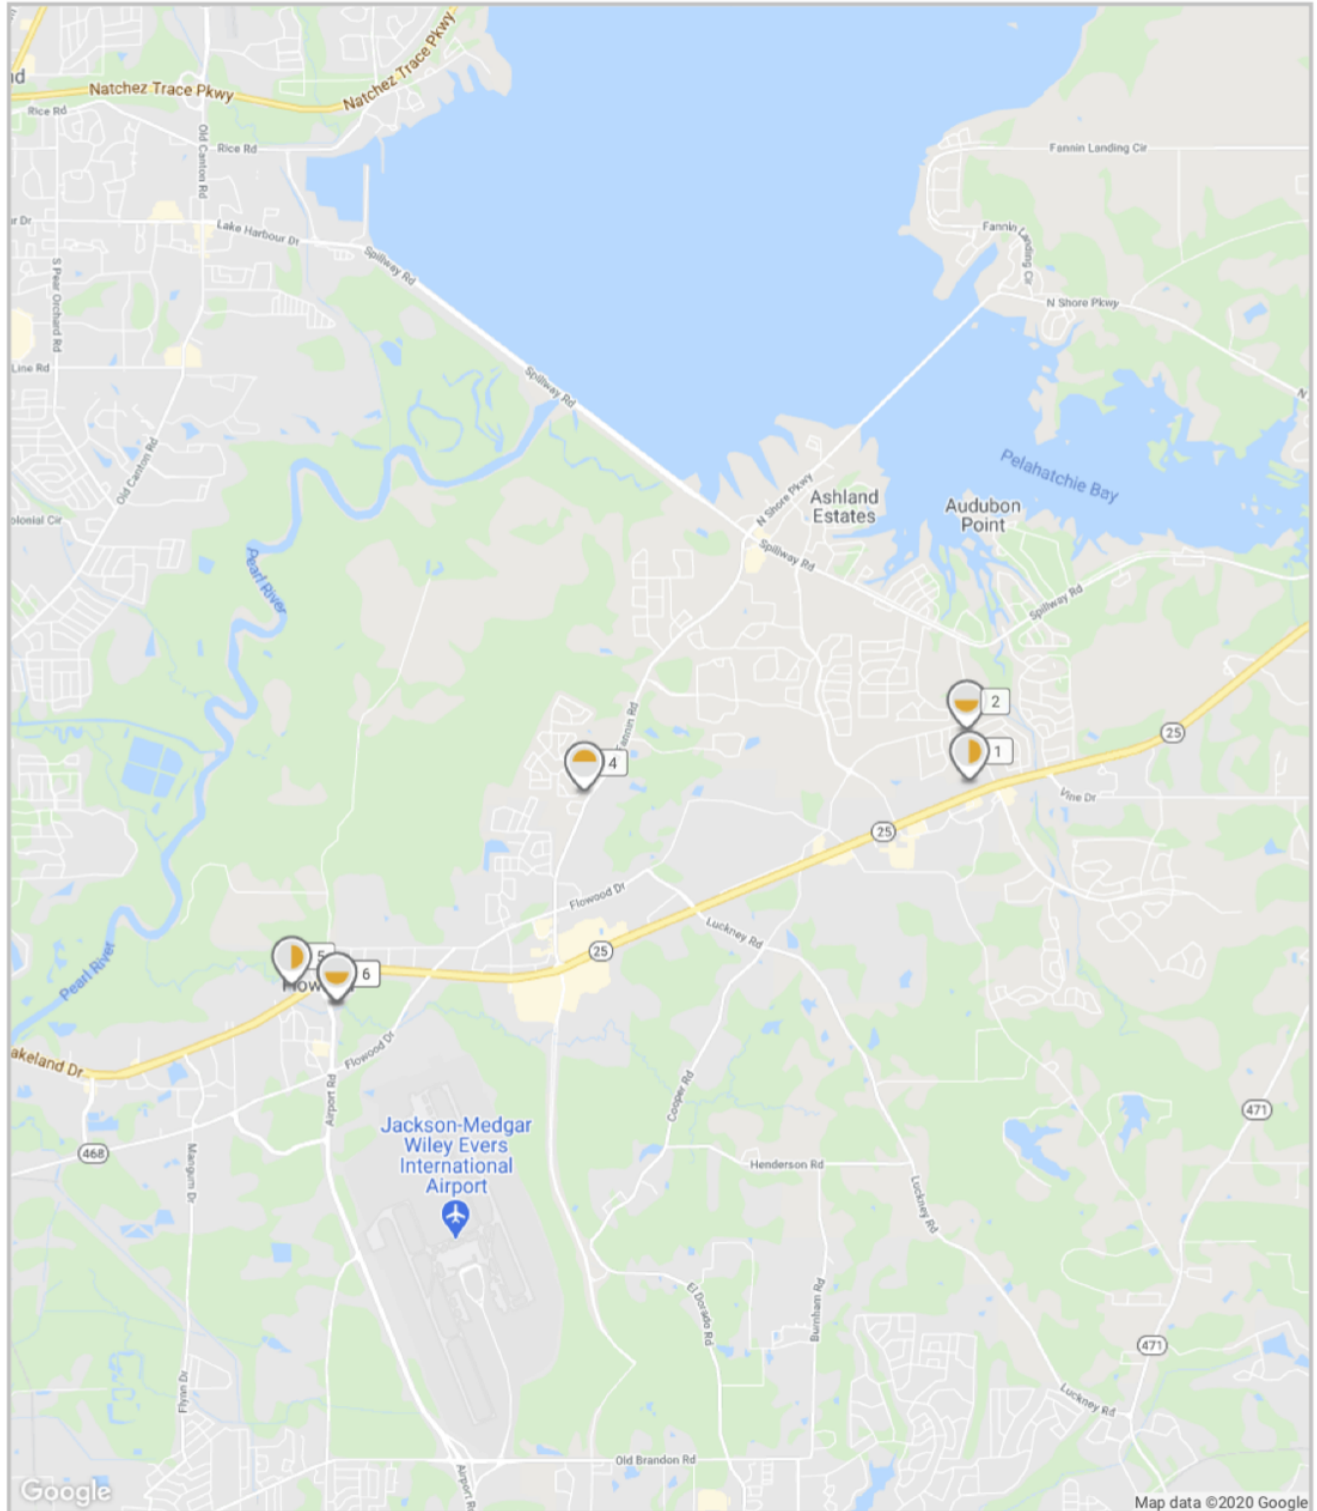 Natchez Trace Pkwy
Natchez Trace Pkwy
Rice Rd
Rice Rd
Old Canton Rd
Fannin Landing Cir
Lake Harbour Dr
Spillway Rd
Fannin Landing Cir
S Pear Orchard Rd
N Shore Pkwy
Line Rd
Spillway Rd
N
Old Canton Rd
Pelahatchie Bay
N Shore Pkwy
Ashland
Estates
Audubon
Point
Spillway Rd
Pearl River
Spillway Rd
2
Fannin Rd
25
1
4
Vine Dr
25
Flowood Dr
Luckney Rd
25
5
6
Pearl River
Flowood Dr
akeland Dr
Airport Rd
Cooper Rd
471
Jackson-Medgar
Wiley Evers
International
Airport
468
Mangum Dr
Henderson Rd
Luckney Rd
El Dorado Rd
Burnham Rd
471
Flynn Dr
Luckney Rd
Old Brandon Rd
Airport R
Google
Map data ©2020 Google